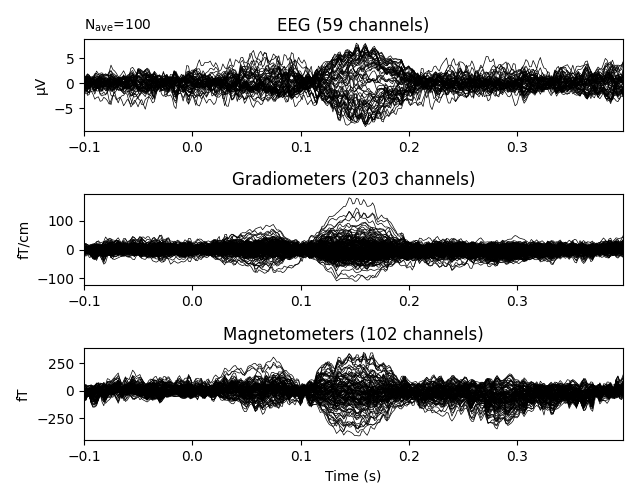 Nave=100
EEG (59 channels)
5
0
−5
µV
−0.1 0.0 0.1 0.2 0.3
Gradiometers (203 channels)
100
0
−100
fT/cm
−0.1 0.0 0.1 0.2 0.3
Magnetometers (102 channels)
250
0
−250
fT
−0.1 0.0 0.1 0.2 0.3
Time (s)